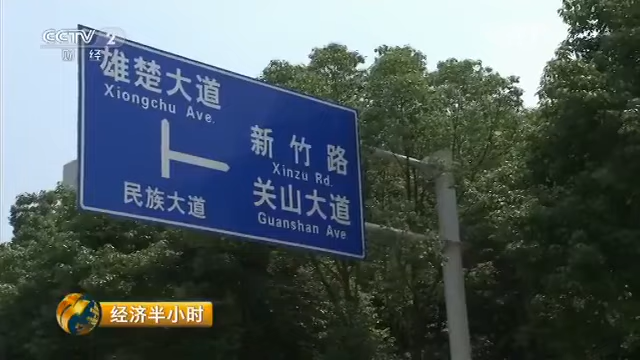 CCTV 2
财经
雄楚大道
Xiongchu Ave.
新竹路
Xinzu Rd.
民族大道
关山大道
Guanshan Ave.
经济半小时